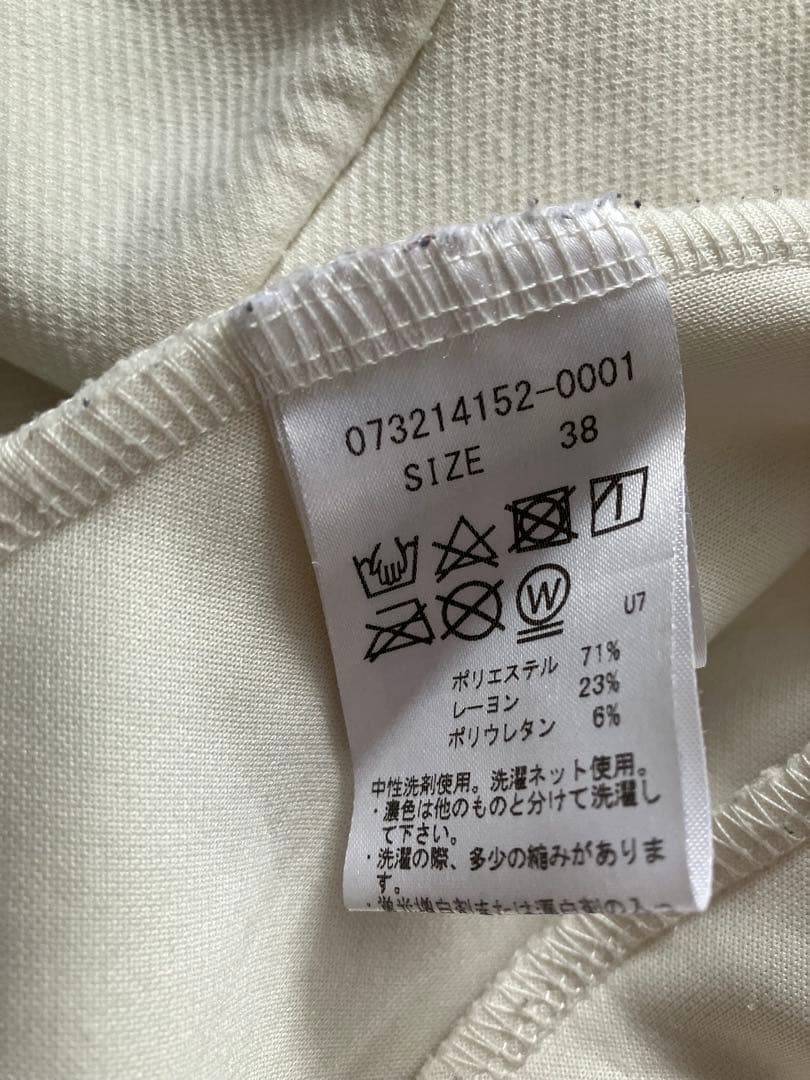 073214152-0001
SIZE 38
W
U7
ポリエステル 71%
レーヨン 23%
ポリウレタン 6%
中性洗剤使用。洗濯ネット使用。
・濃色は他のものと分けて洗濯し
て下さい。
・洗濯の際、多少の縮みがありま
す。